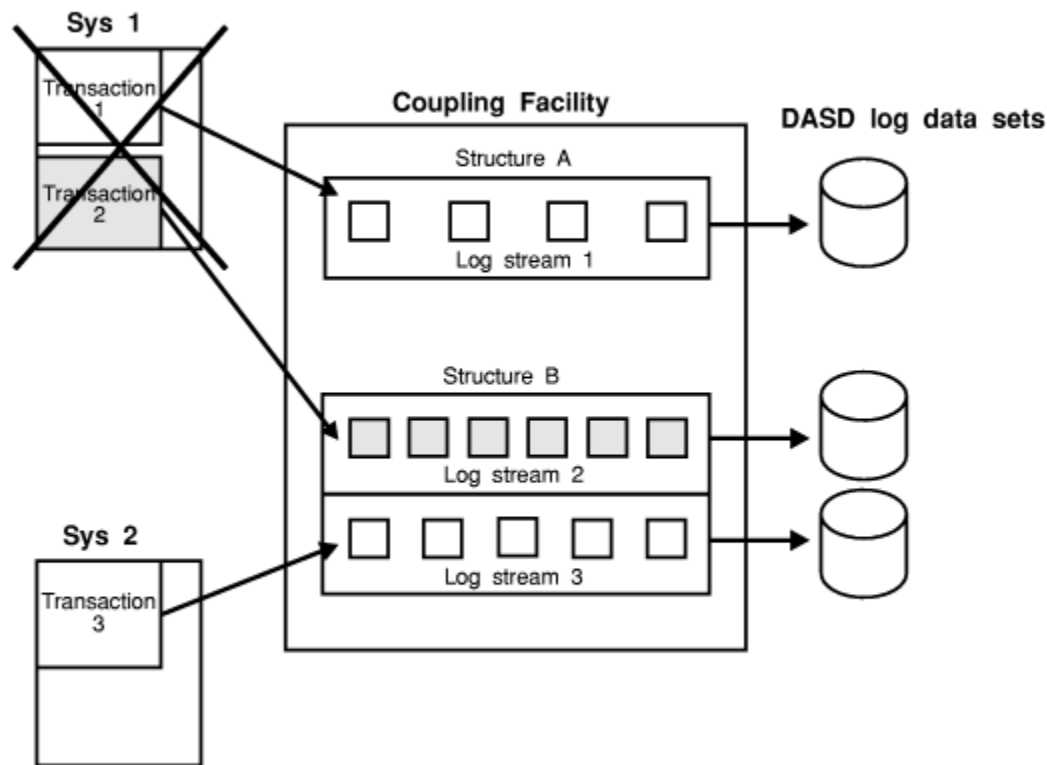 Sys 1
Transaction
1
Transaction
2
Coupling Facility
DASD log data sets
Structure A
Log stream 1
Structure B
Log stream 2
Log stream 3
Sys 2
Transaction
3